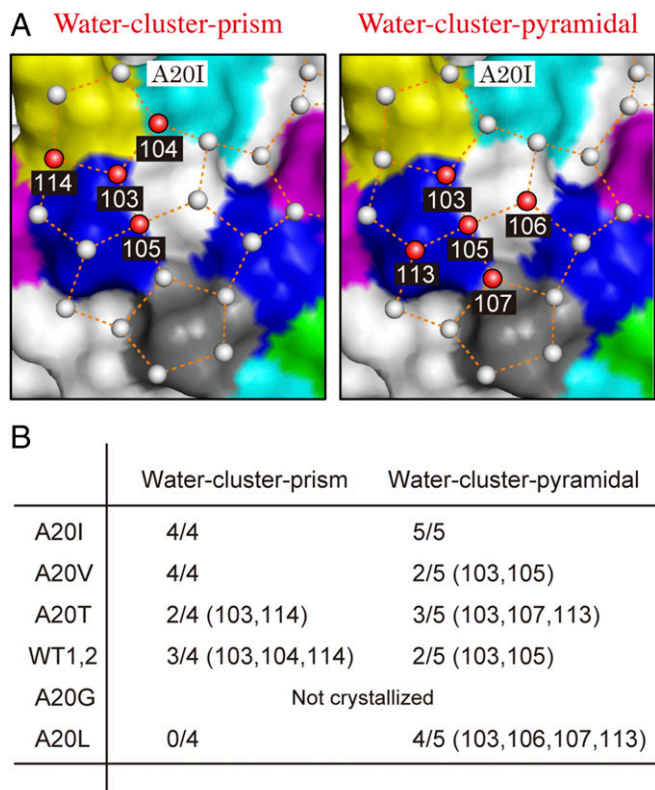 A Water-cluster-prism Water-cluster-pyramidal
A20I A20I
104
114
103
105
103
106
105
113
107
B
Water-cluster-prism Water-cluster-pyramidal
A20I 4/4 5/5
A20V 4/4 2/5 (103,105)
A20T 2/4 (103,114) 3/5 (103,107,113)
WT1,2 3/4 (103,104,114) 2/5 (103,105)
A20G Not crystallized
A20L 0/4 4/5 (103,106,107,113)